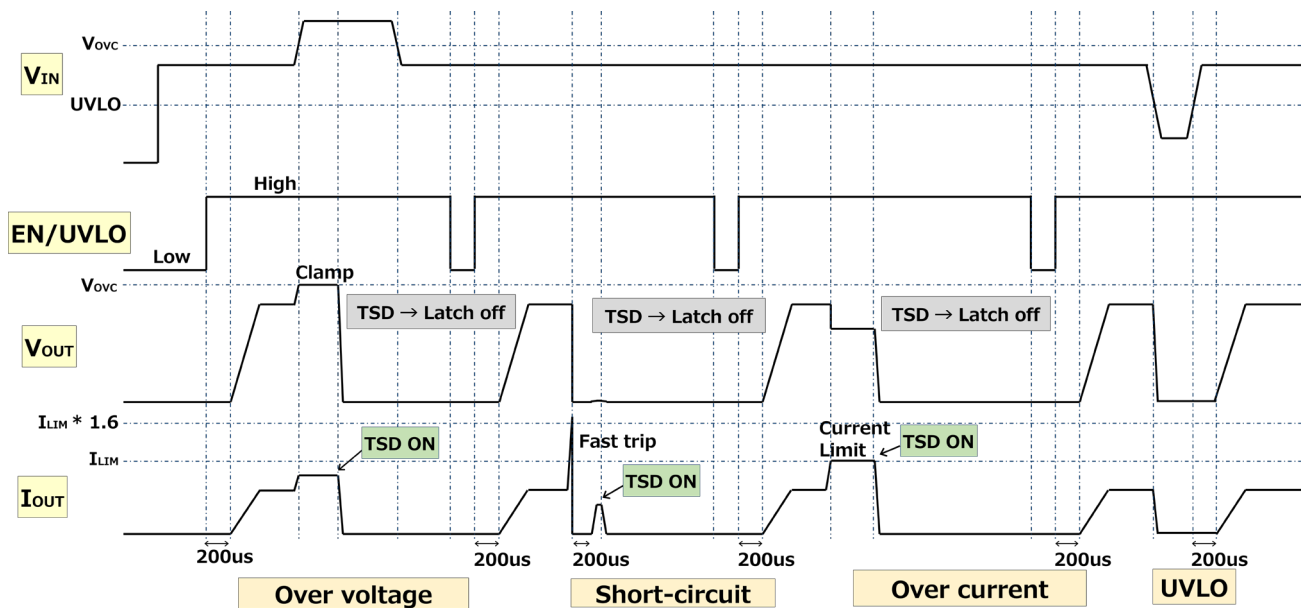 VOVC
VIN
UVLO
High
EN/UVLO
Low
VOVC
Clamp
TSD → Latch off
TSD → Latch off
TSD → Latch off
VOUT
ILIM * 1.6
TSD ON
Fast trip
Current
Limit
TSD ON
ILIM
TSD ON
IOUT
200us
200us
200us
200us
200us
200us
Over voltage
Short-circuit
Over current
UVLO